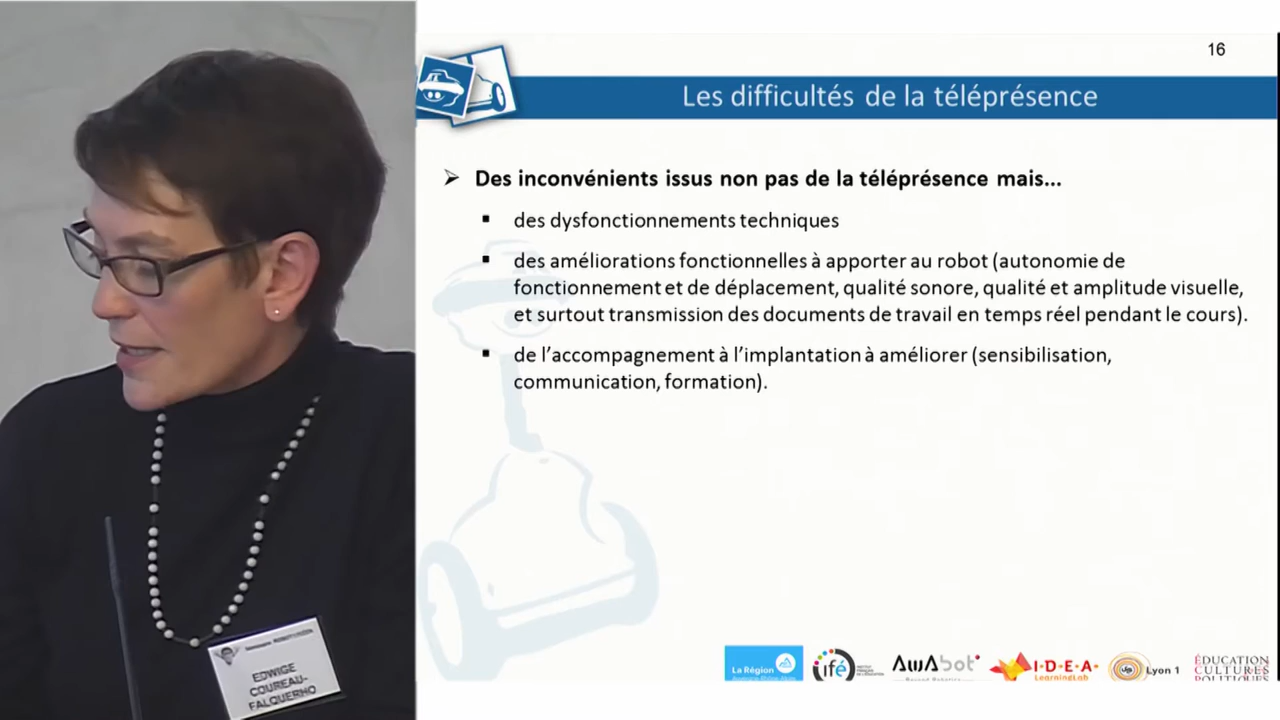 16
Les difficultés de la téléprésence
Des inconvénients issus non pas de la téléprésence mais...
des dysfonctionnements techniques
des améliorations fonctionnelles à apporter au robot (autonomie de
fonctionnement et de déplacement, qualité sonore, qualité et amplitude visuelle,
et surtout transmission des documents de travail en temps réel pendant le cours).
de l'accompagnement à l'implantation à améliorer (sensibilisation,
communication, formation).
EDWIGE
COUREAU-
FALQUERHO
La Région
ifé
AwAbot
I·D·E·A·
LearningLab
Lyon 1
ÉDUCATION
CULTURES
POLITIQUES